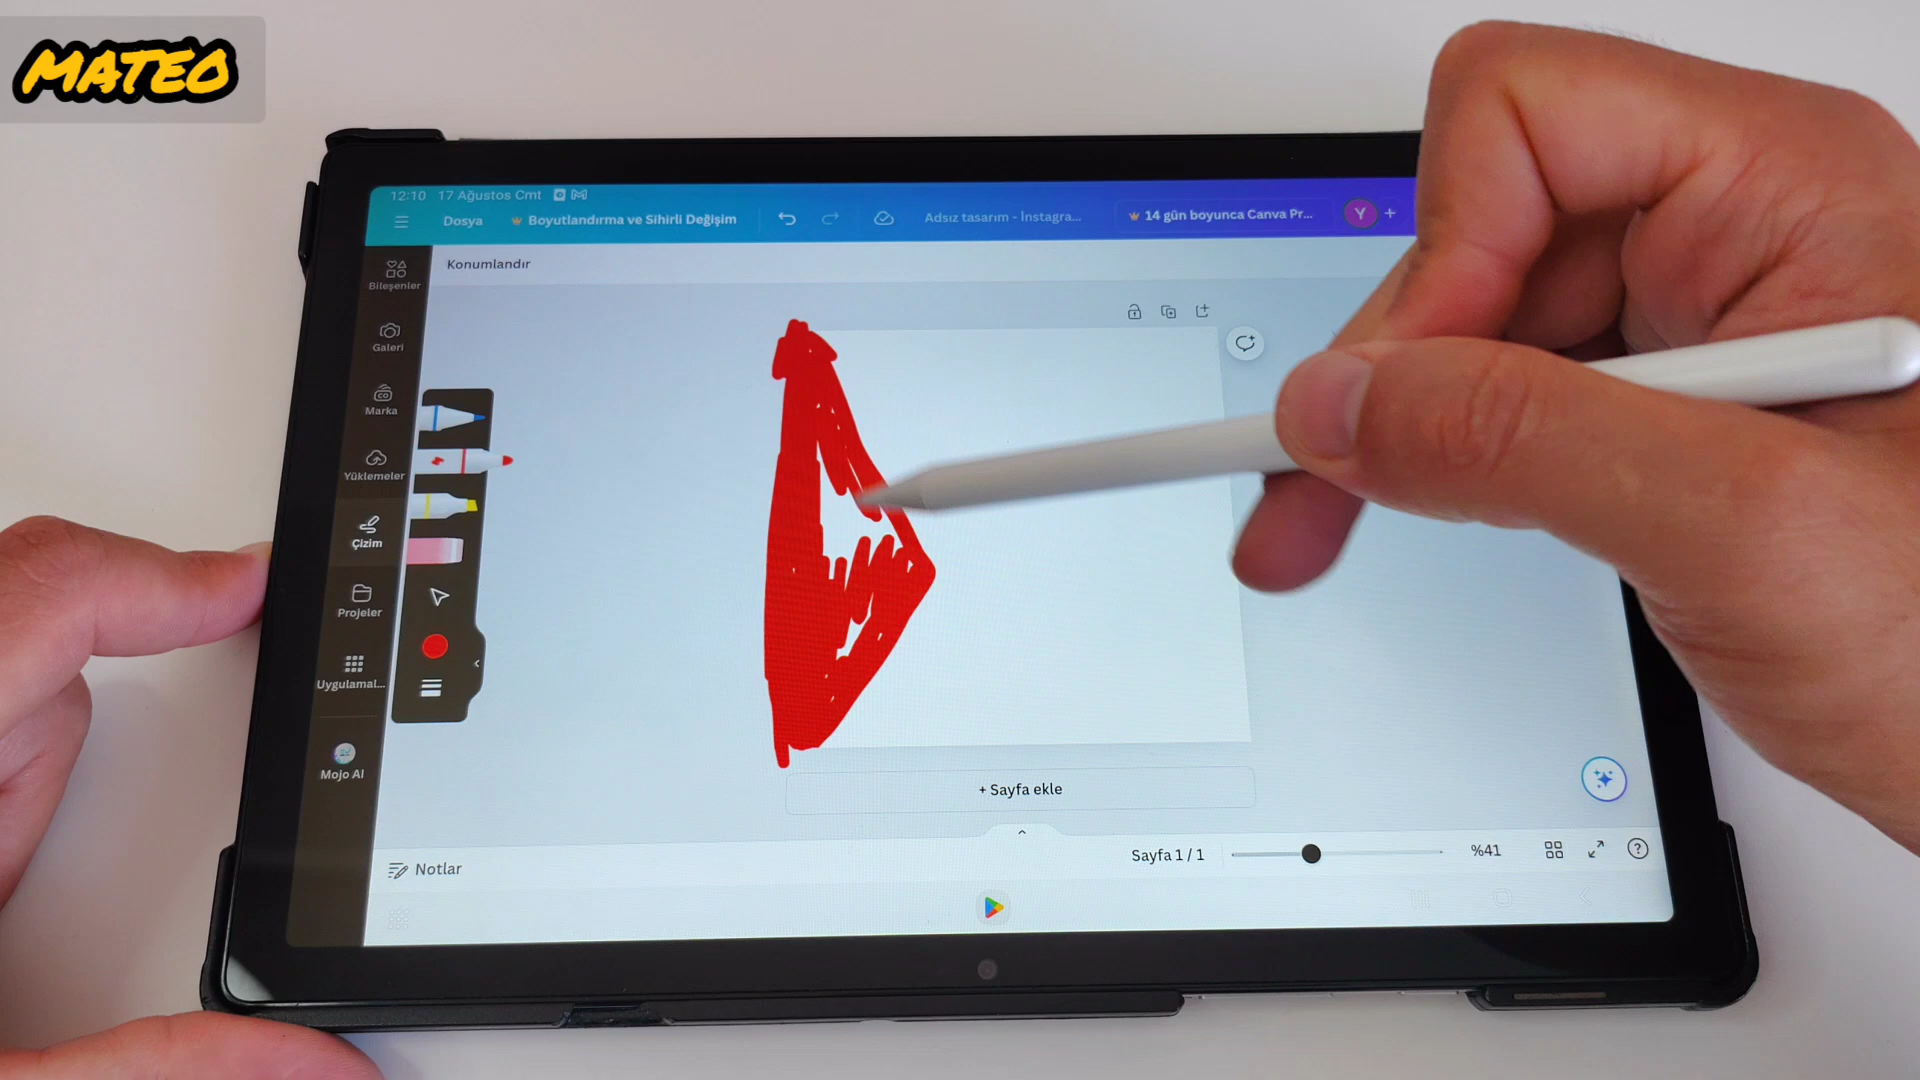 MATEO
12:10 17 Ağustos Cmt
Dosya
Boyutlandırma ve Sihirli Değişim
Adsız tasarım - Instagra...
14 gün boyunca Canva Pr...
Y
Konumlandır
Bileşenler
Galeri
Marka
Yüklemeler
Çizim
Projeler
Uygulamal...
Mojo AI
+ Sayfa ekle
Notlar
Sayfa 1 / 1
%41